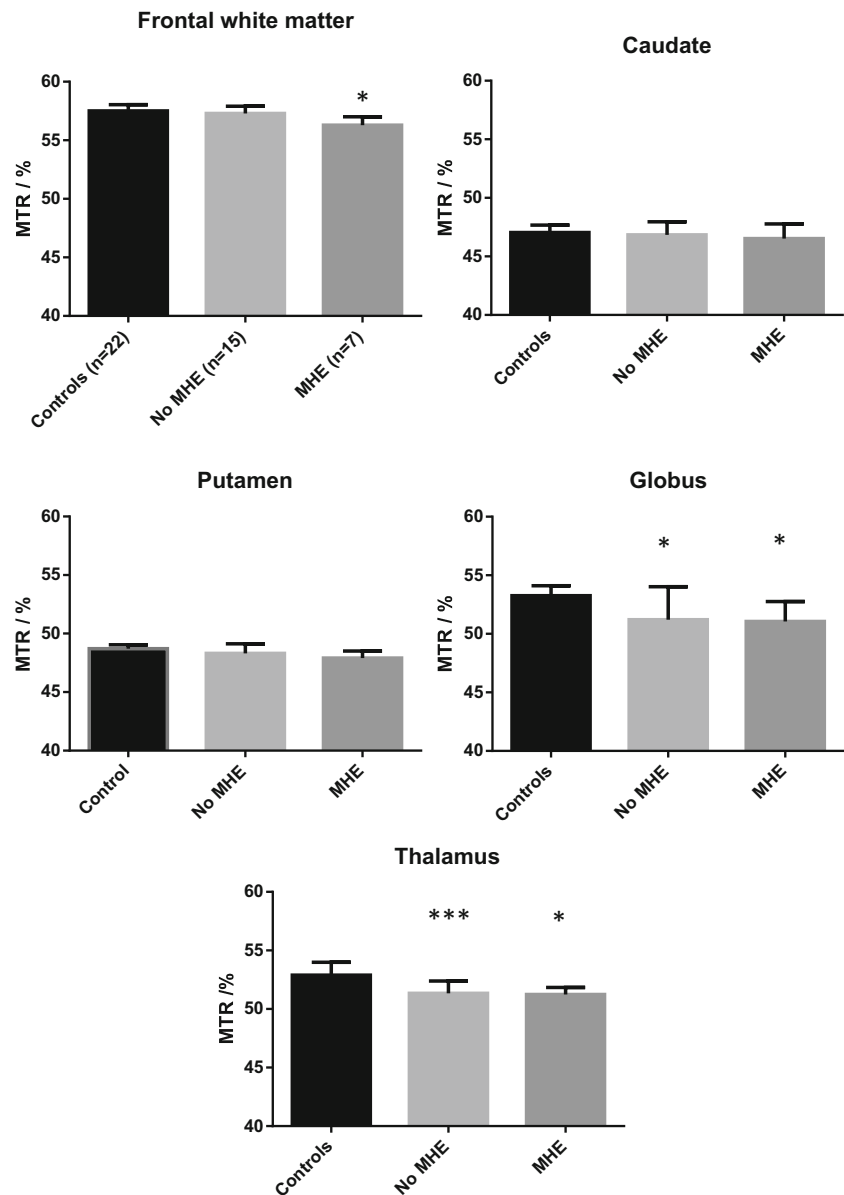 Frontal white matter
60
*
55
MTR / %
50
45
40
Controls (n=22)
No MHE (n=15)
MHE (n=7)
Caudate
60
55
MTR / %
50
45
40
Controls
No MHE
MHE
Putamen
60
55
MTR / %
50
45
40
Control
No MHE
MHE
Globus
60
* *
55
MTR / %
50
45
40
Controls
No MHE
MHE
Thalamus
60
*** *
55
MTR /%
50
45
40
Controls
No MHE
MHE